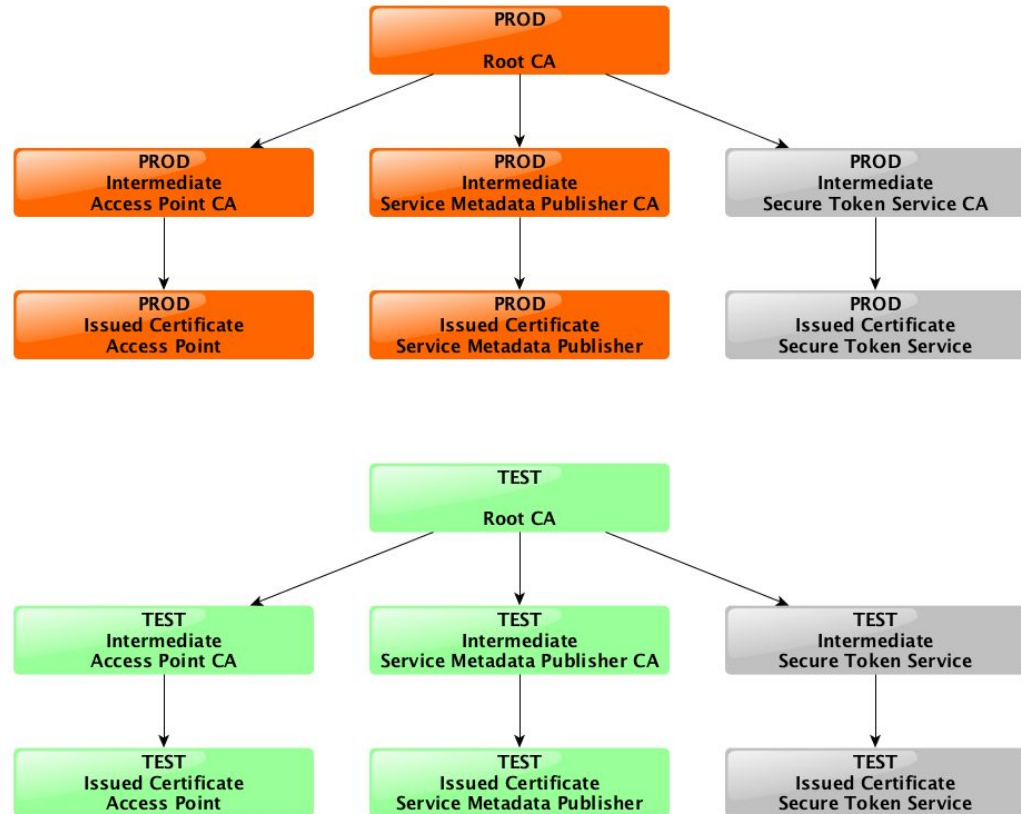 PROD
Root CA
PROD
Intermediate
Access Point CA
PROD
Intermediate
Service Metadata Publisher CA
PROD
Intermediate
Secure Token Service CA
PROD
Issued Certificate
Access Point
PROD
Issued Certificate
Service Metadata Publisher
PROD
Issued Certificate
Secure Token Service
TEST
Root CA
TEST
Intermediate
Access Point CA
TEST
Intermediate
Service Metadata Publisher CA
TEST
Intermediate
Secure Token Service
TEST
Issued Certificate
Access Point
TEST
Issued Certificate
Service Metadata Publisher
TEST
Issued Certificate
Secure Token Service